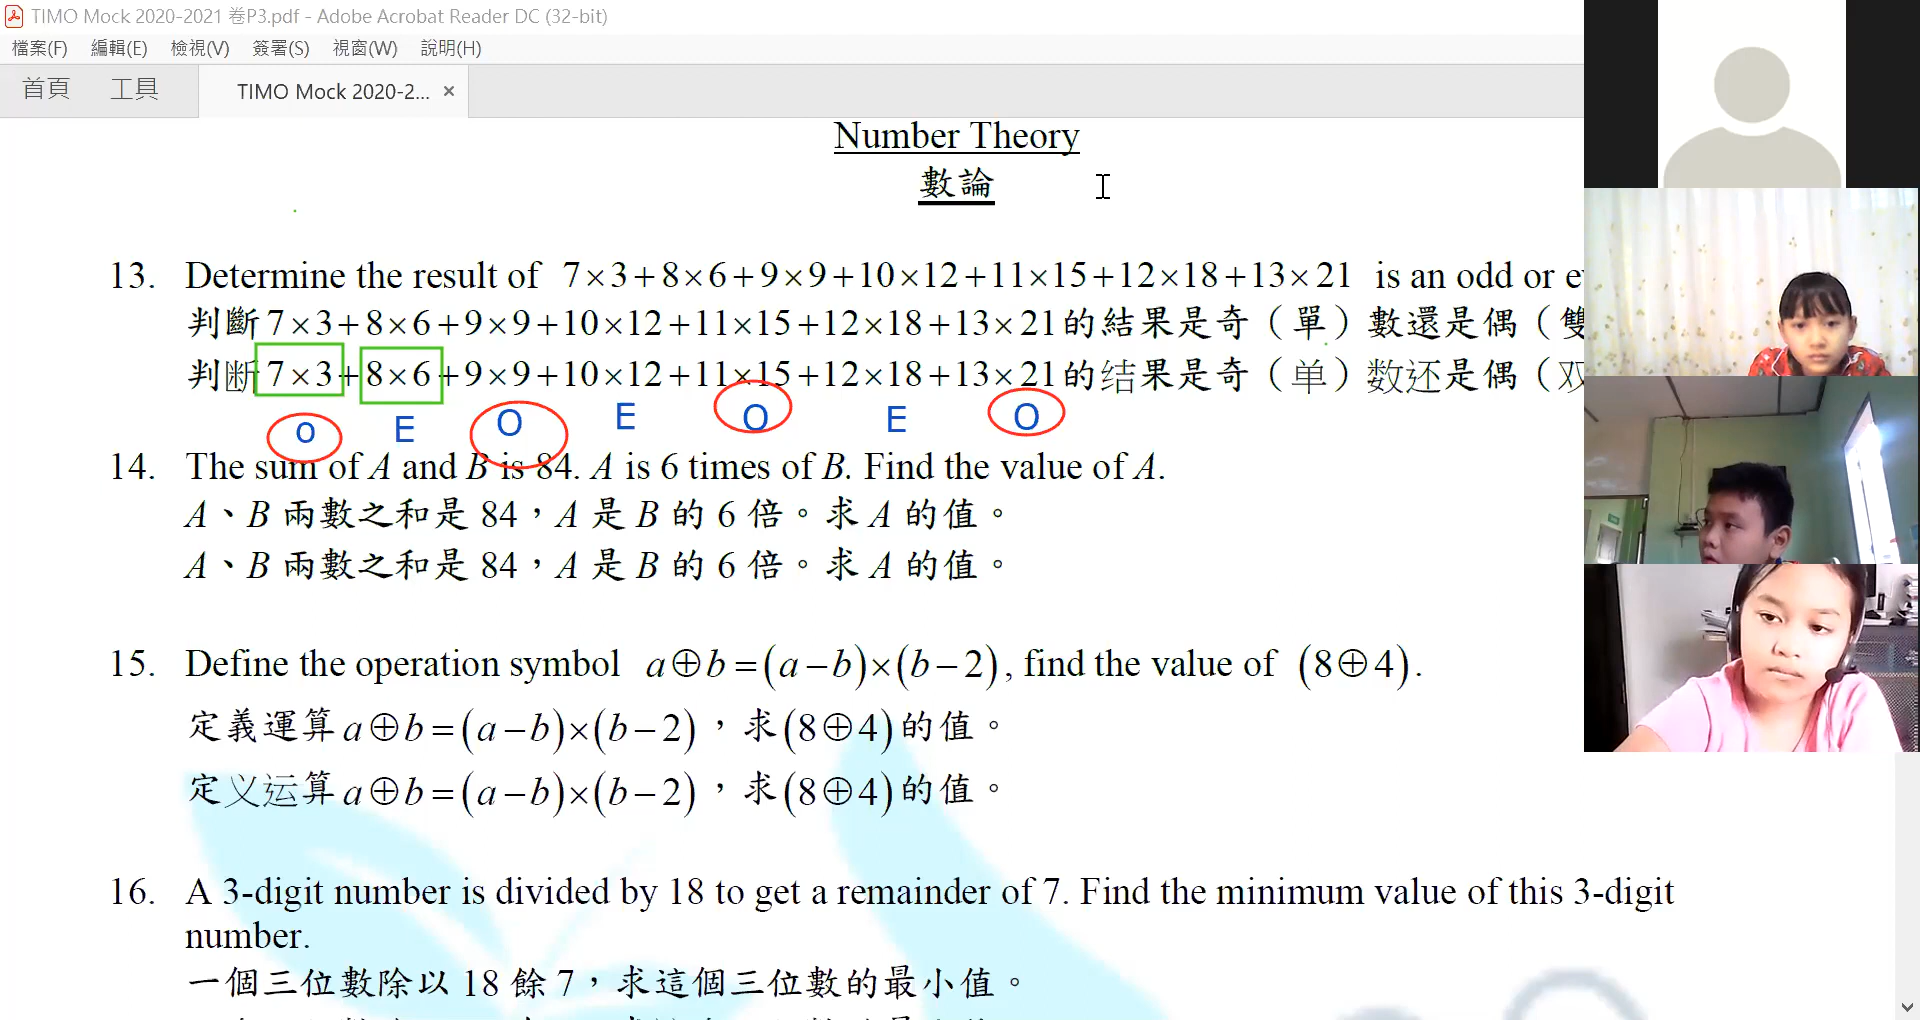 TIMO Mock 2020-2021 卷P3.pdf - Adobe Acrobat Reader DC (32-bit)
檔案(F) 編輯(E) 檢視(V) 簽署(S) 視窗(W) 說明(H)
首頁 工具 TIMO Mock 2020-2... ×
Number Theory
數論
13. Determine the result of 7×3+8×6+9×9+10×12+11×15+12×18+13×21 is an odd or
判斷7×3+8×6+9×9+10×12+11×15+12×18+13×21的結果是奇（單）數還是偶（雙
判断7×3+8×6+9×9+10×12+11×15+12×18+13×21的结果是奇（单）数还是偶（双
o E O E O E O
14. The sum of A and B is 84. A is 6 times of B. Find the value of A.
A、B 兩數之和是 84，A 是 B 的 6 倍。求 A 的值。
A、B 兩數之和是 84，A 是 B 的 6 倍。求 A 的值。
15. Define the operation symbol a⊕b=(a−b)×(b−2), find the value of (8⊕4).
定義運算a⊕b=(a−b)×(b−2)，求(8⊕4)的值。
定义运算a⊕b=(a−b)×(b−2)，求(8⊕4)的值。
16. A 3-digit number is divided by 18 to get a remainder of 7. Find the minimum value of this 3-digit
number.
一個三位數除以 18 餘 7，求這個三位數的最小值。